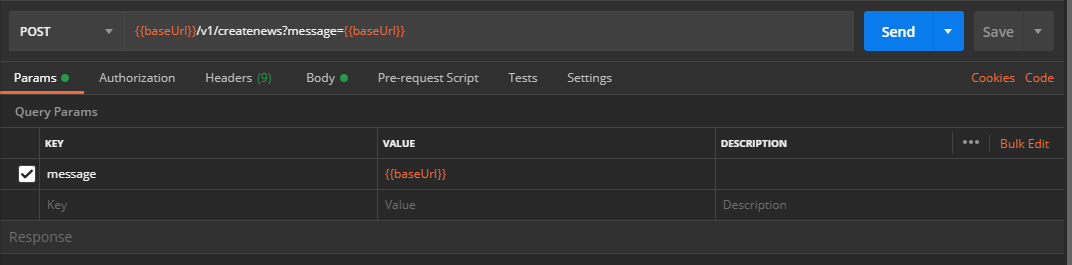 POST {{baseUrl}}/v1/createnews?message={{baseUrl}} Send Save
Params Authorization Headers (9) Body Pre-request Script Tests Settings Cookies Code
Query Params
KEY VALUE DESCRIPTION ••• Bulk Edit
message {{baseUrl}}
Key Value Description
Response